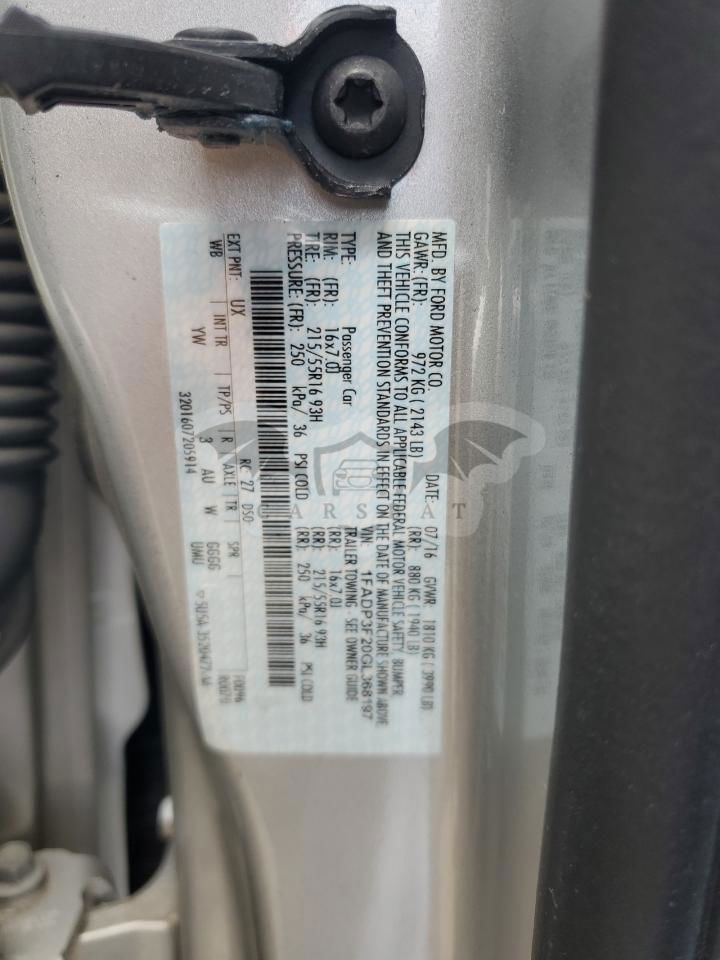 MFD. BY FORD MOTOR CO.
DATE: 07/16 GVWR: 1810 KG ( 3990 LB)
GAWR: (FR): 972 KG ( 2143 LB) (RR): 880 KG ( 1940 LB)
THIS VEHICLE CONFORMS TO ALL APPLICABLE FEDERAL MOTOR VEHICLE SAFETY, BUMPER
AND THEFT PREVENTION STANDARDS IN EFFECT ON THE DATE OF MANUFACTURE SHOWN ABOVE.
VIN: 1FADP3F20GL368197
TYPE: Passenger Car TRAILER TOWING - SEE OWNER GUIDE
RIM: (FR): 16x7.0J (RR): 16x7.0J
TIRE: (FR): 215/55R16 93H (RR): 215/55R16 93H
PRESSURE: (FR): 250 kPa/ 36 PSI COLD (RR): 250 kPa/ 36 PSI COLD
EXT PNT: UX RC: 27 DSO:
WB INT TR TP/PS R AXLE TR SPR
YW 3 AU W GGGG
UMU
3201607205914
CARSTAT